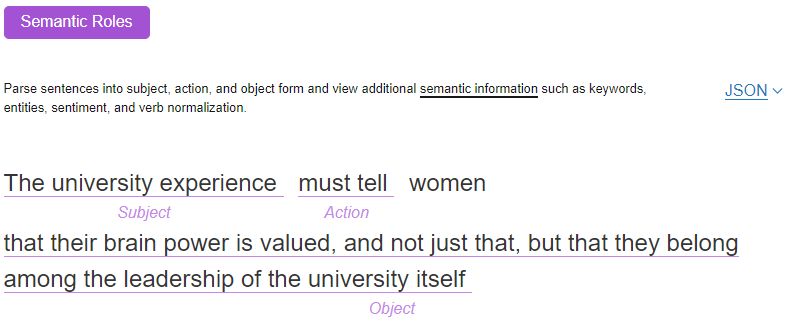 Semantic Roles
Parse sentences into subject, action, and object form and view additional semantic information such as keywords,
entities, sentiment, and verb normalization.
JSON
The university experience must tell women
Subject Action
that their brain power is valued, and not just that, but that they belong
among the leadership of the university itself
Object